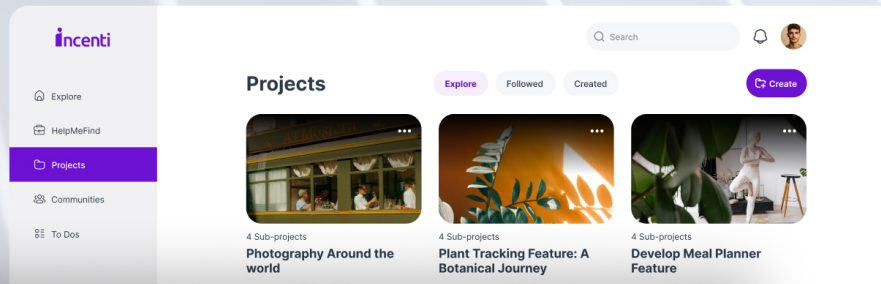 incenti
Search
Explore
HelpMeFind
Projects
Communities
To Dos
Projects
Explore
Followed
Created
Create
4 Sub-projects
Photography Around the
world
4 Sub-projects
Plant Tracking Feature: A
Botanical Journey
4 Sub-projects
Develop Meal Planner
Feature